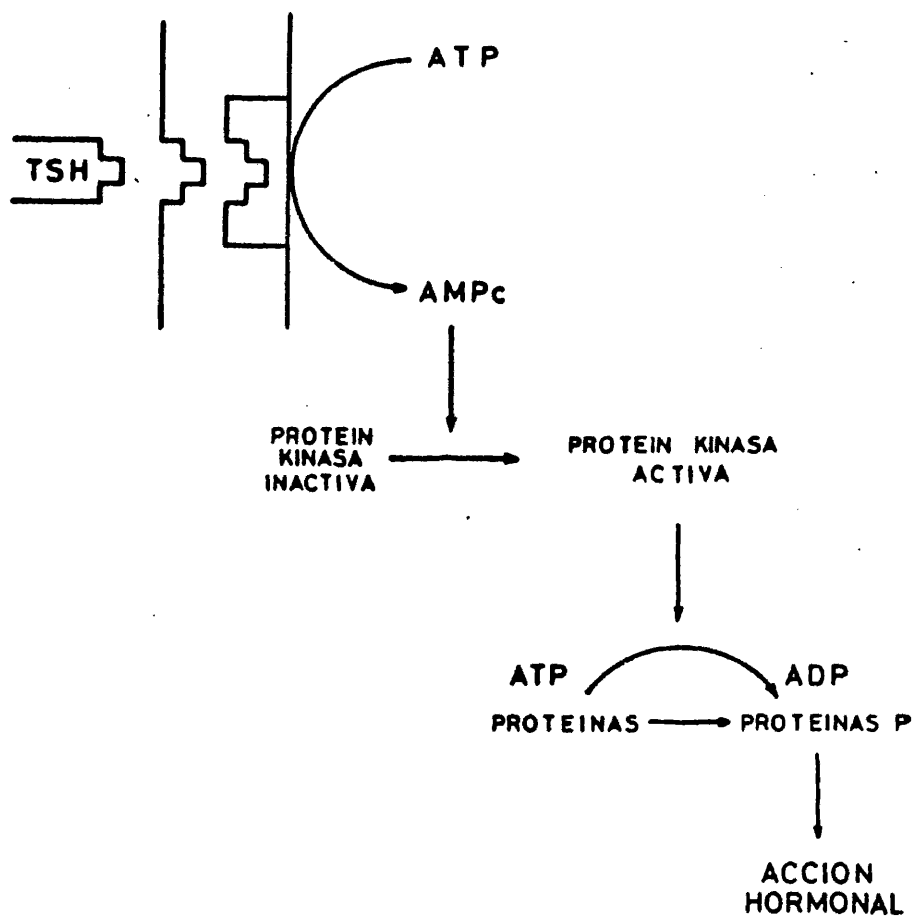 ATP
TSH
AMPc
PROTEIN
KINASA
INACTIVA
PROTEIN KINASA
ACTIVA
ATP
ADP
PROTEINAS
PROTEINAS P
ACCION
HORMONAL